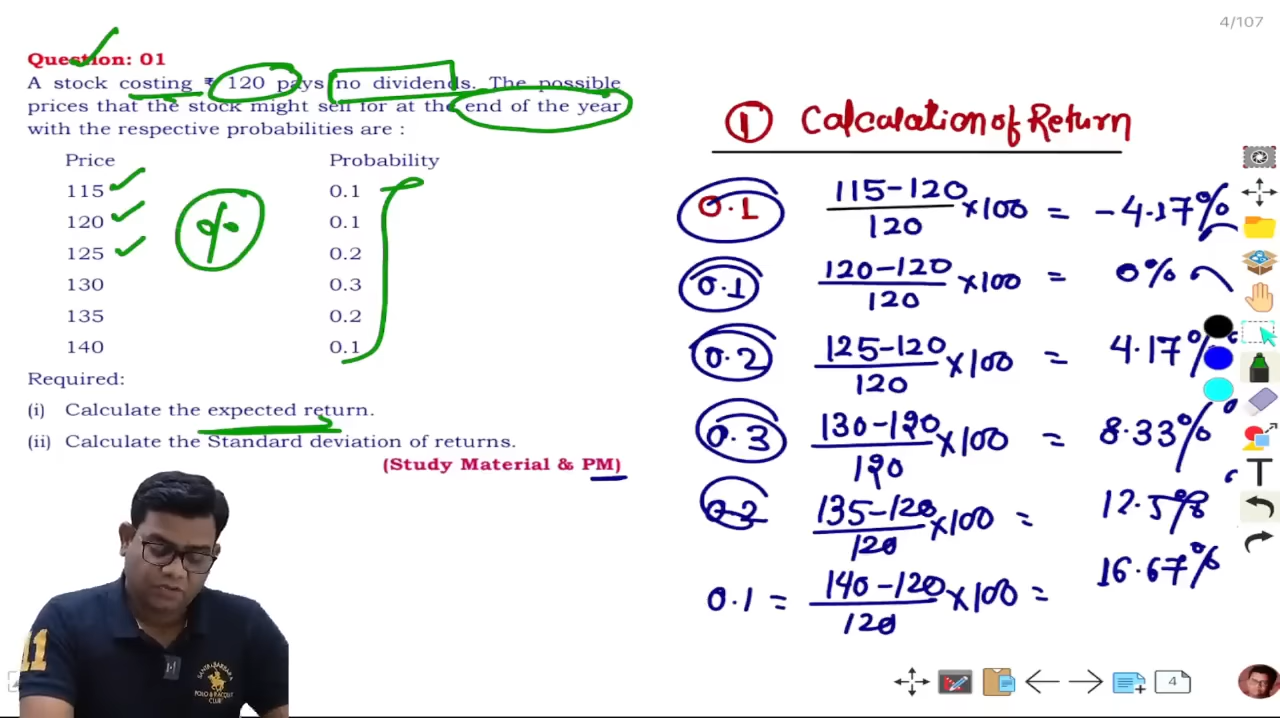 4/107
Question: 01
A stock costing ₹ 120 pays no dividends. The possible
prices that the stock might sell for at the end of the year
with the respective probabilities are :
Price Probability
115 0.1
120 0.1
125 0.2
130 0.3
135 0.2
140 0.1
%
Required:
(i) Calculate the expected return.
(ii) Calculate the Standard deviation of returns.
(Study Material & PM)
① Calculation of Return
0.1 115-120/120 ×100 = -4.17%
0.1 120-120/120 ×100 = 0%
0.2 125-120/120 ×100 = 4.17%
0.3 130-120/120 ×100 = 8.33%
0.2 135-120/120 ×100 = 12.5%
0.1 = 140-120/120 ×100 = 16.67%
T
4
11
POLO & RACQUET
CLUB